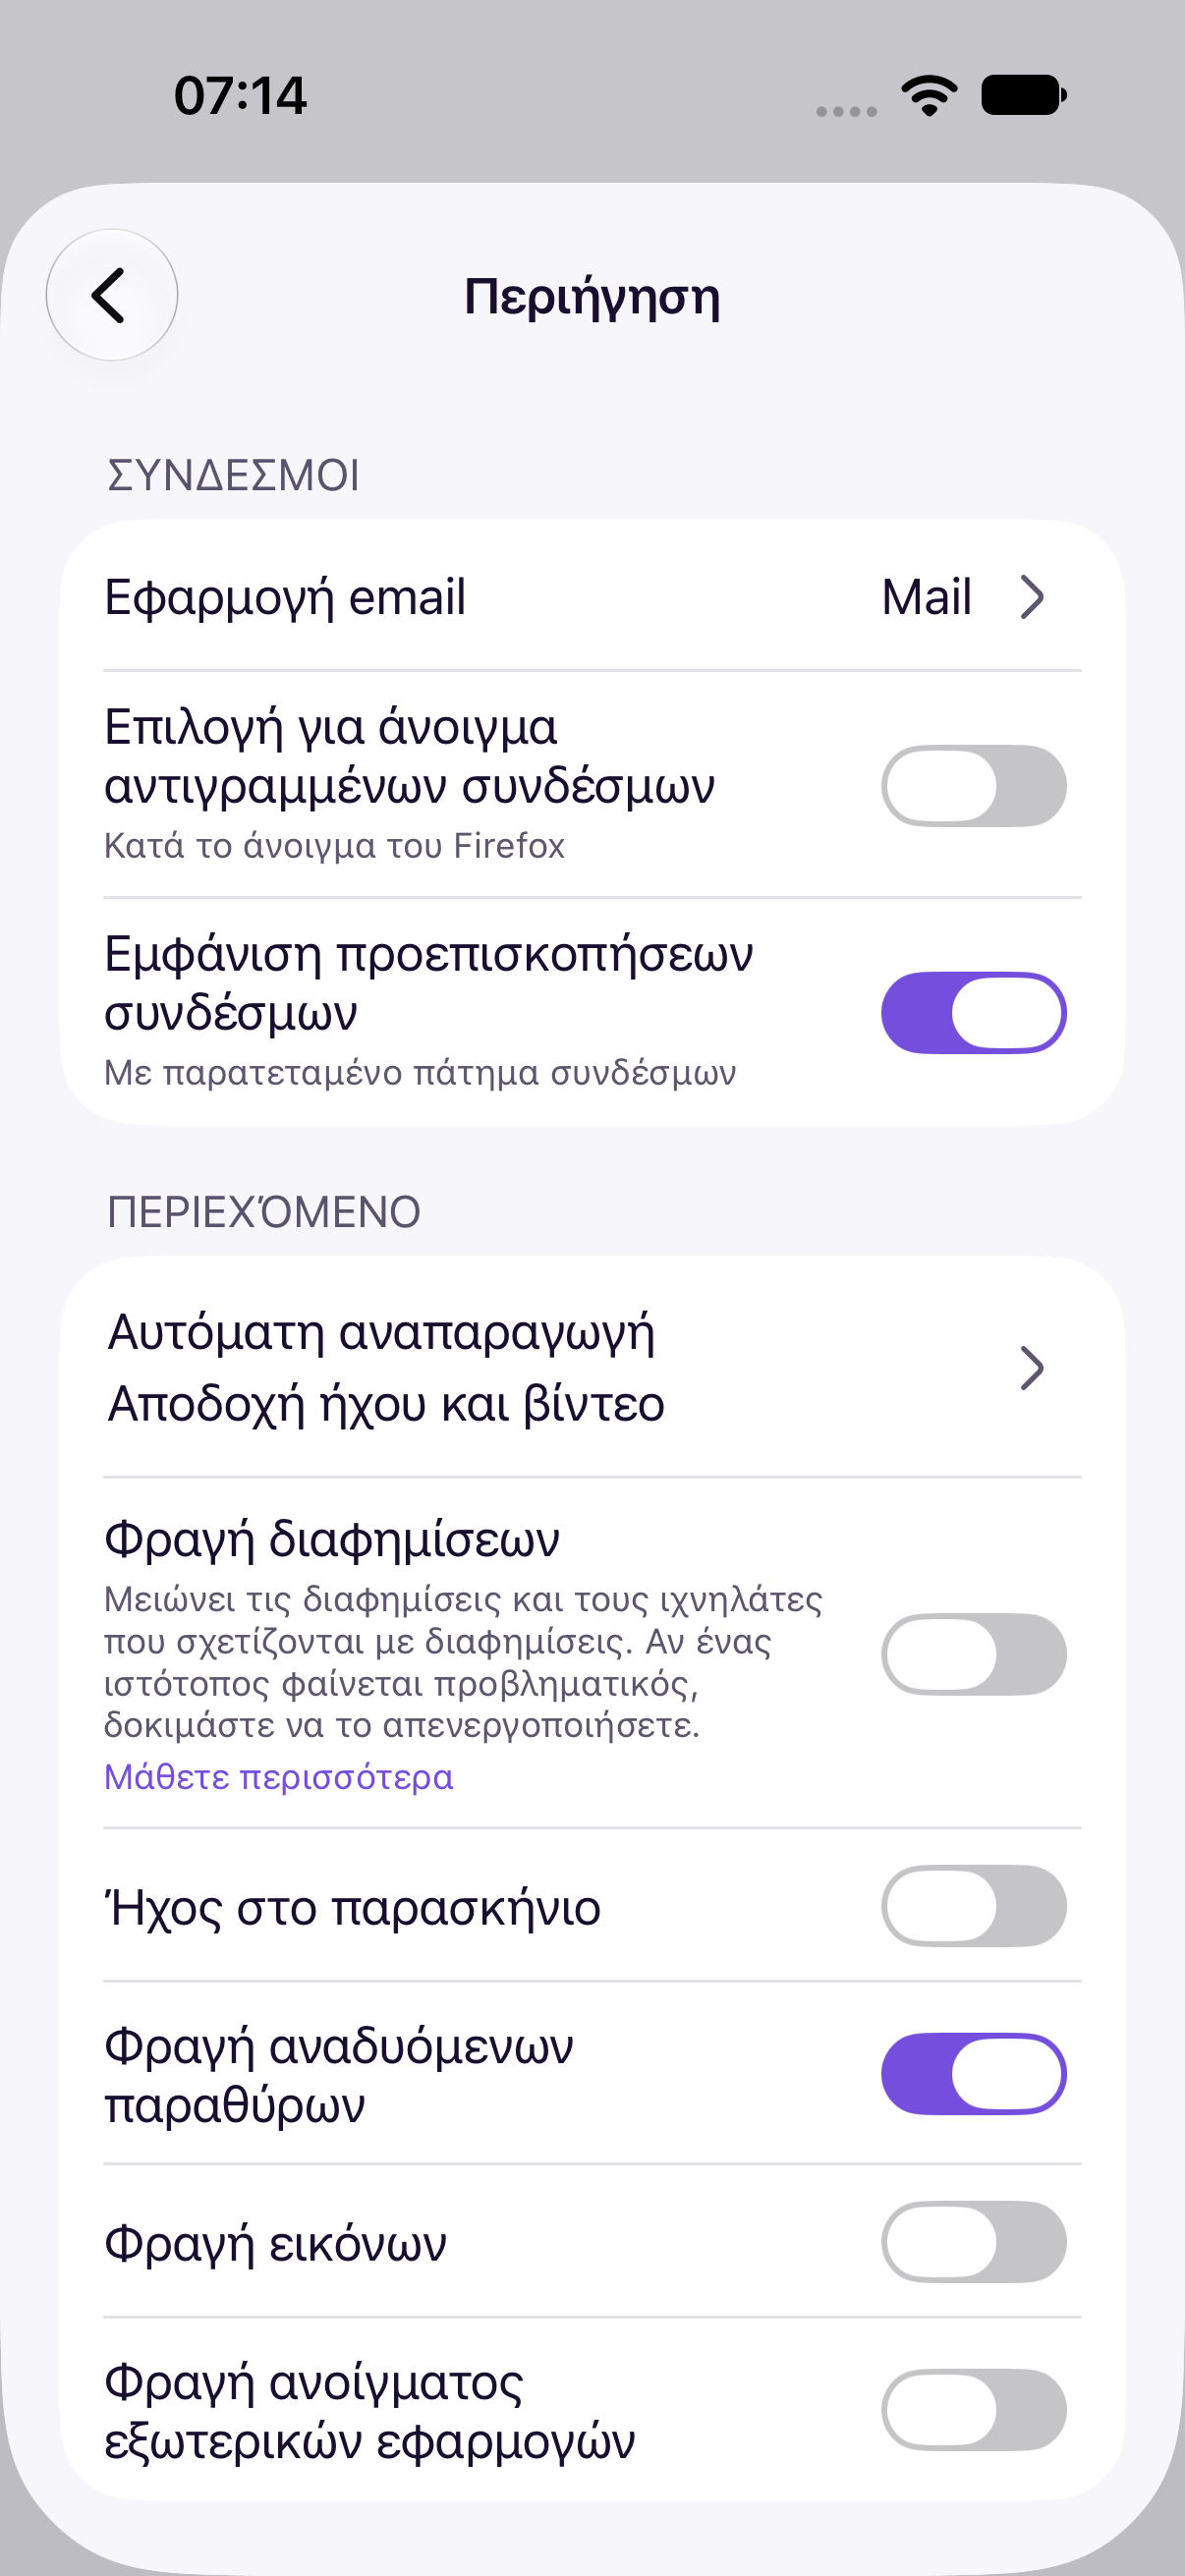 07:14
Περιήγηση
ΣΥΝΔΕΣΜΟΙ
Εφαρμογή email
Mail
Επιλογή για άνοιγμα
αντιγραμμένων συνδέσμων
Κατά το άνοιγμα του Firefox
Εμφάνιση προεπισκοπήσεων
συνδέσμων
Με παρατεταμένο πάτημα συνδέσμων
ΠΕΡΙΕΧΌΜΕΝΟ
Αυτόματη αναπαραγωγή
Αποδοχή ήχου και βίντεο
Φραγή διαφημίσεων
Μειώνει τις διαφημίσεις και τους ιχνηλάτες
που σχετίζονται με διαφημίσεις. Αν ένας
ιστότοπος φαίνεται προβληματικός,
δοκιμάστε να το απενεργοποιήσετε.
Μάθετε περισσότερα
Ήχος στο παρασκήνιο
Φραγή αναδυόμενων
παραθύρων
Φραγή εικόνων
Φραγή ανοίγματος
εξωτερικών εφαρμογών